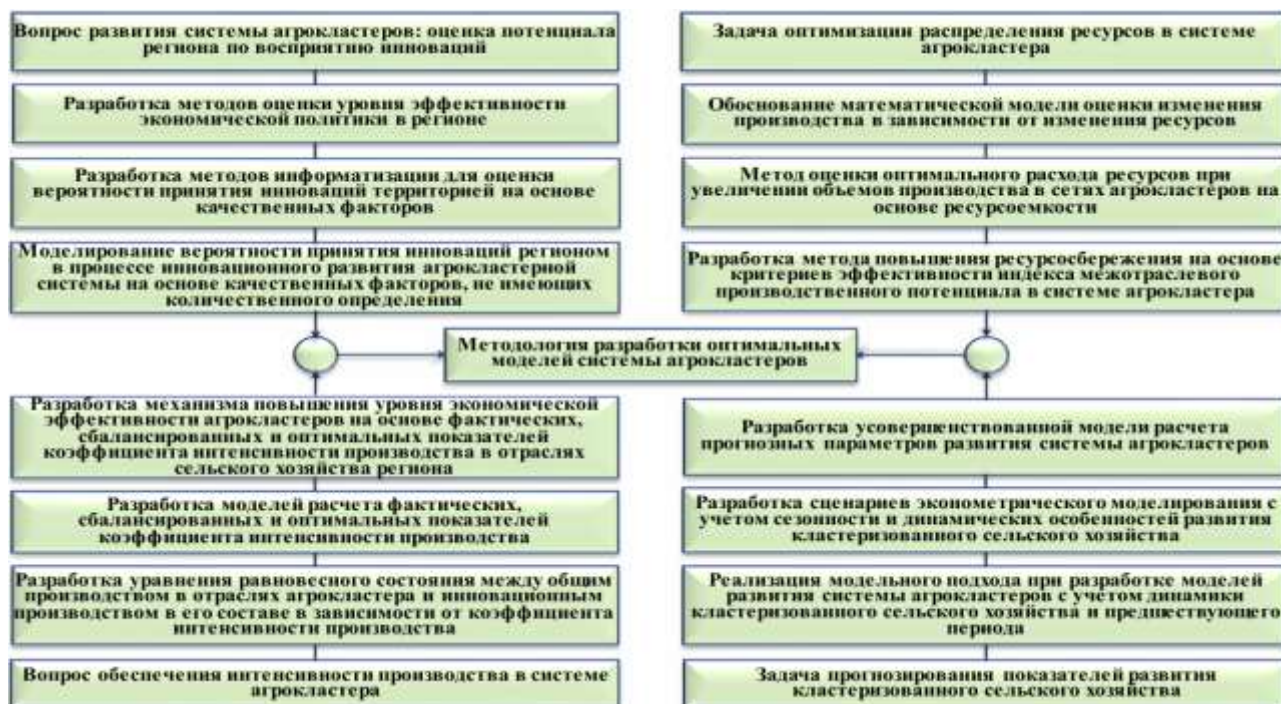 Вопрос развития системы агрокластеров: оценка потенциала
региона по восприятию инноваций
Разработка методов оценки уровня эффективности
экономической политики в регионе
Разработка методов информатизации для оценки
вероятности принятия инноваций территорией на основе
качественных факторов
Моделирование вероятности принятия инноваций регионом
в процессе инновационного развития агрокластерной
системы на основе качественных факторов, не имеющих
количественного определения
Задача оптимизации распределения ресурсов в системе
агрокластера
Обоснование математической модели оценки изменения
производства в зависимости от изменения ресурсов
Метод оценки оптимального расхода ресурсов при
увеличении объемов производства в сетях агрокластеров на
основе ресурсоемкости
Разработка метода повышения ресурсосбережения на основе
критериев эффективности индекса межотраслевого
производственного потенциала в системе агрокластера
Методология разработки оптимальных
моделей системы агрокластеров
Разработка механизма повышения уровня экономической
эффективности агрокластеров на основе фактических,
сбалансированных и оптимальных показателей
коэффициента интенсивности производства в отраслях
сельского хозяйства региона
Разработка моделей расчета фактических,
сбалансированных и оптимальных показателей
коэффициента интенсивности производства
Разработка уравнения равновесного состояния между общим
производством в отраслях агрокластера и инновационным
производством в его составе в зависимости от коэффициента
интенсивности производства
Вопрос обеспечения интенсивности производства в системе
агрокластера
Разработка усовершенствованной модели расчета
прогнозных параметров развития системы агрокластеров
Разработка сценариев эконометрического моделирования с
учетом сезонности и динамических особенностей развития
кластеризованного сельского хозяйства
Реализация модельного подхода при разработке моделей
развития системы агрокластеров с учётом динамики
кластеризованного сельского хозяйства и предшествующего
периода
Задача прогнозирования показателей развития
кластеризованного сельского хозяйства